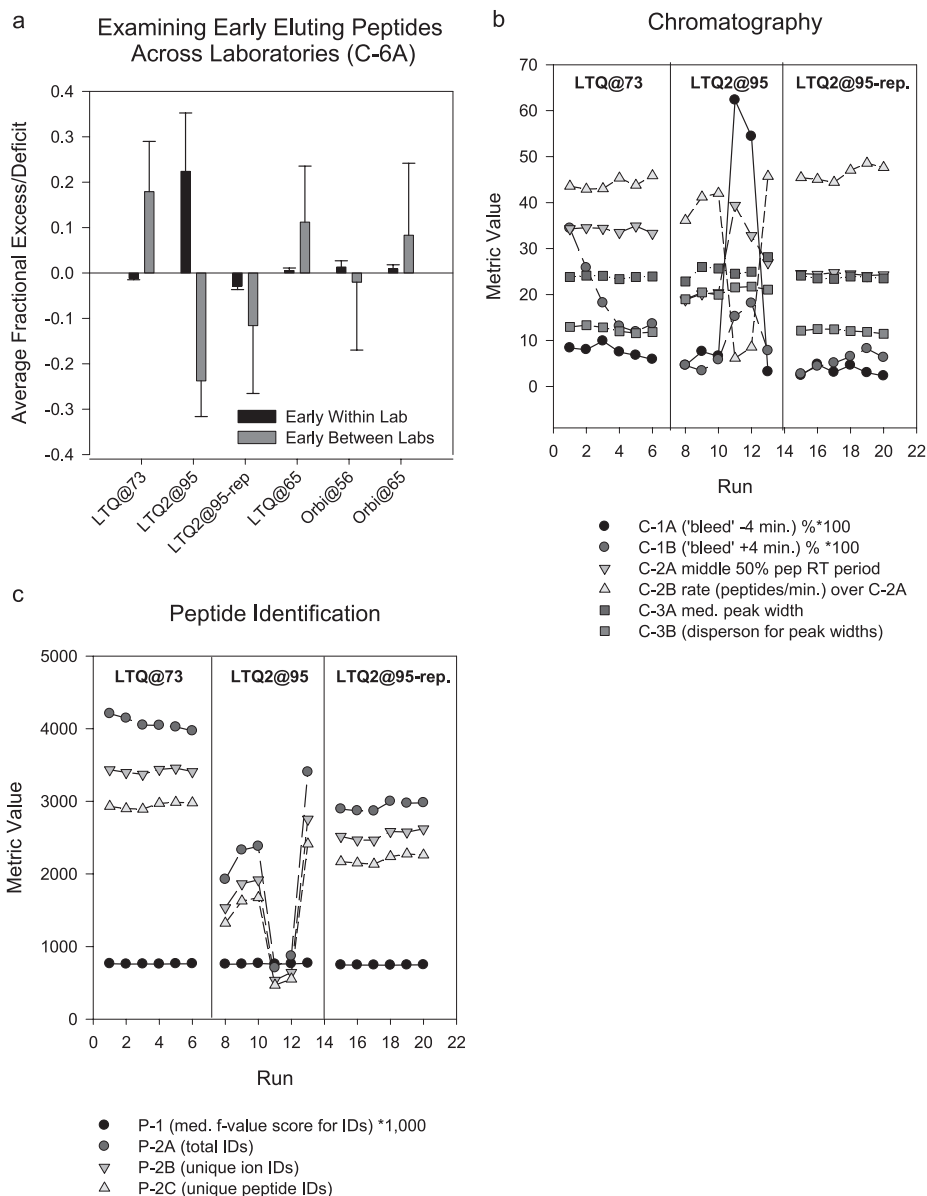 a
Examining Early Eluting Peptides
Across Laboratories (C-6A)
Average Fractional Excess/Deficit
0.4
0.3
0.2
0.1
0.0
-0.1
-0.2
-0.3
-0.4
Early Within Lab
Early Between Labs
LTQ@73
LTQ2@95
LTQ2@95-rep
LTQ@65
Orbi@56
Orbi@65
b
Chromatography
Metric Value
70
60
50
40
30
20
10
0
LTQ@73
LTQ2@95
LTQ2@95-rep.
0 2 4 6 8 10 12 14 16 18 20 22
Run
C-1A ('bleed' -4 min.) %*100
C-1B ('bleed' +4 min.) % *100
C-2A middle 50% pep RT period
C-2B rate (peptides/min.) over C-2A
C-3A med. peak width
C-3B (disperson for peak widths)
c
Peptide Identification
Metric Value
5000
4000
3000
2000
1000
0
LTQ@73
LTQ2@95
LTQ2@95-rep.
0 2 4 6 8 10 12 14 16 18 20 22
Run
P-1 (med. f-value score for IDs) *1,000
P-2A (total IDs)
P-2B (unique ion IDs)
P-2C (unique peptide IDs)